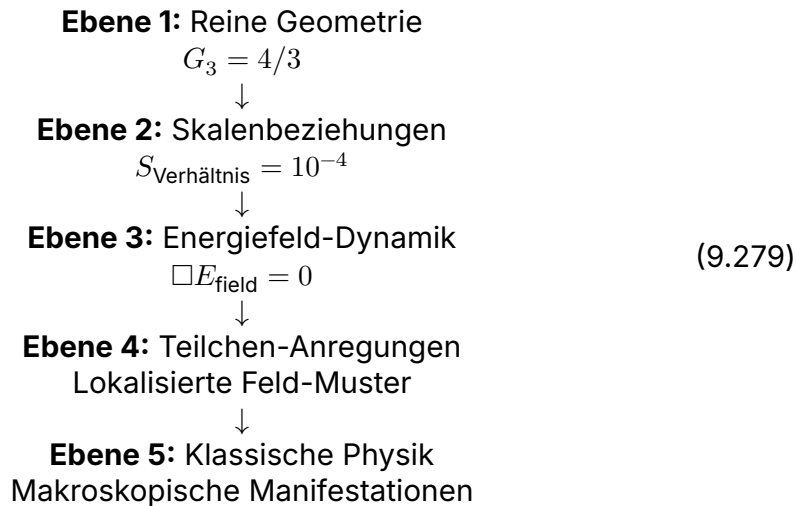 Ebene 1: Reine Geometrie
G₃ = 4/3
↓
Ebene 2: Skalenbeziehungen
S_Verhältnis = 10⁻⁴
↓
Ebene 3: Energiefeld-Dynamik
□E_field = 0
(9.279)
↓
Ebene 4: Teilchen-Anregungen
Lokalisierte Feld-Muster
↓
Ebene 5: Klassische Physik
Makroskopische Manifestationen